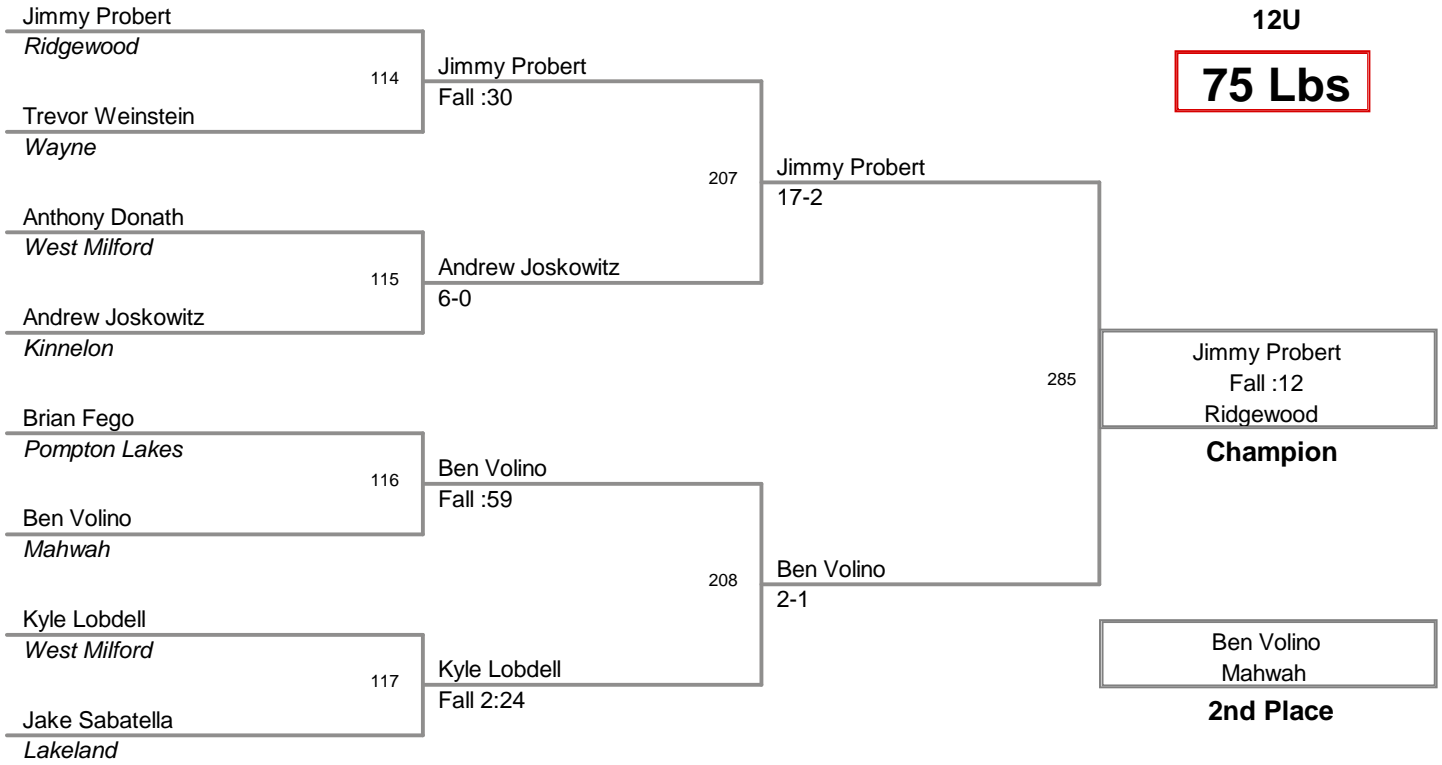 Jimmy Probert
Ridgewood
114
Trevor Weinstein
Wayne
Anthony Donath
West Milford
115
Andrew Joskowitz
Kinnelon
Brian Fego
Pompton Lakes
116
Ben Volino
Mahwah
Kyle Lobdell
West Milford
117
Jake Sabatella
Lakeland
Jimmy Probert
Fall :30
207
Andrew Joskowitz
6-0
Ben Volino
Fall :59
208
Kyle Lobdell
Fall 2:24
Jimmy Probert
17-2
285
Ben Volino
2-1
12U
75 Lbs
Jimmy Probert
Fall :12
Ridgewood
Champion
Ben Volino
Mahwah
2nd Place